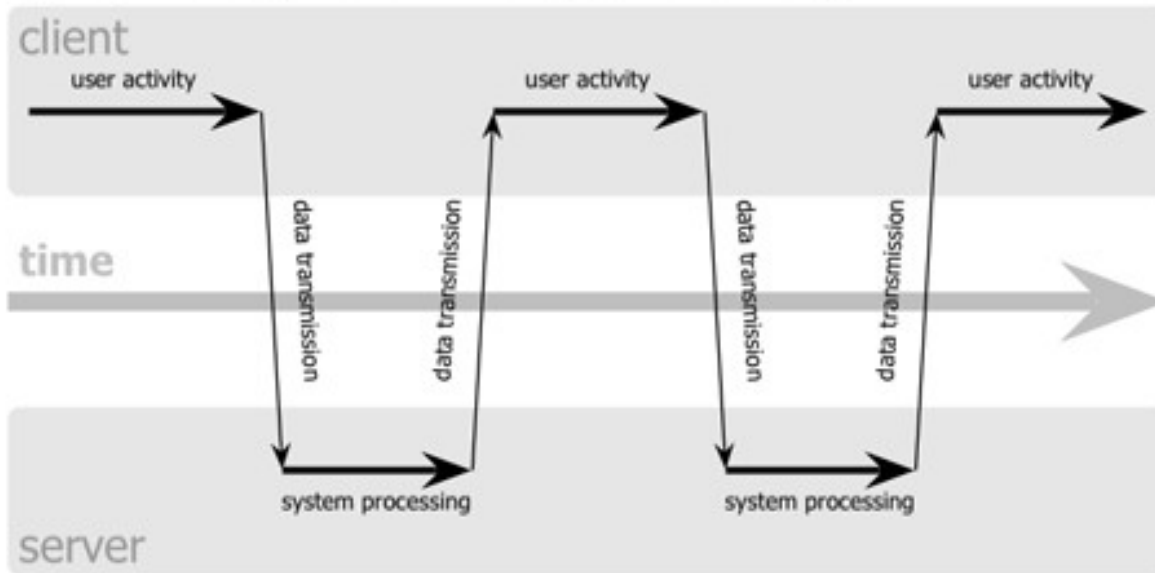 client
user activity
user activity
user activity
data transmission
data transmission
data transmission
data transmission
time
system processing
system processing
server